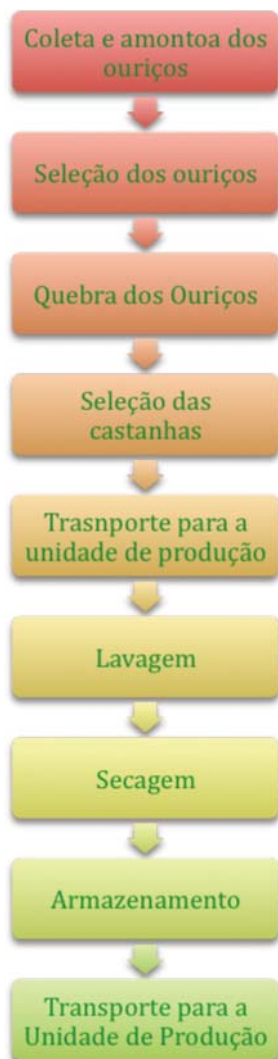 Coleta e amontoa dos
ouriços
Seleção dos ouriços
Quebra dos Ouriços
Seleção das
castanhas
Trasnporte para a
unidade de produção
Lavagem
Secagem
Armazenamento
Transporte para a
Unidade de Produção